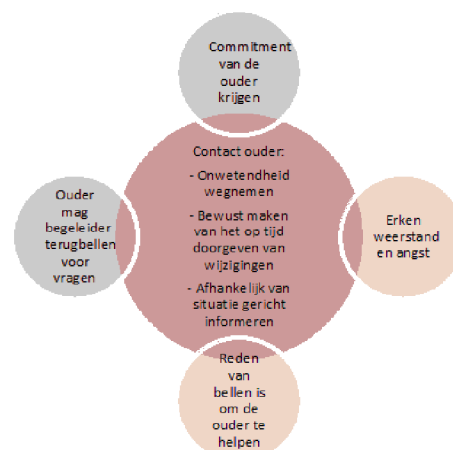 Commitment
van de
ouder
krijgen
Contact ouder:
- Onwetendheid
wegnemen
- Bewust maken
van het op tijd
doorgeven van
wijzigingen
- Afhankelijk van
situatie gericht
informeren
Ouder
mag
begeleider
terugbellen
voor
vragen
Erken
weerstand
en angst
Reden
van
bellen is
om de
ouder te
helpen